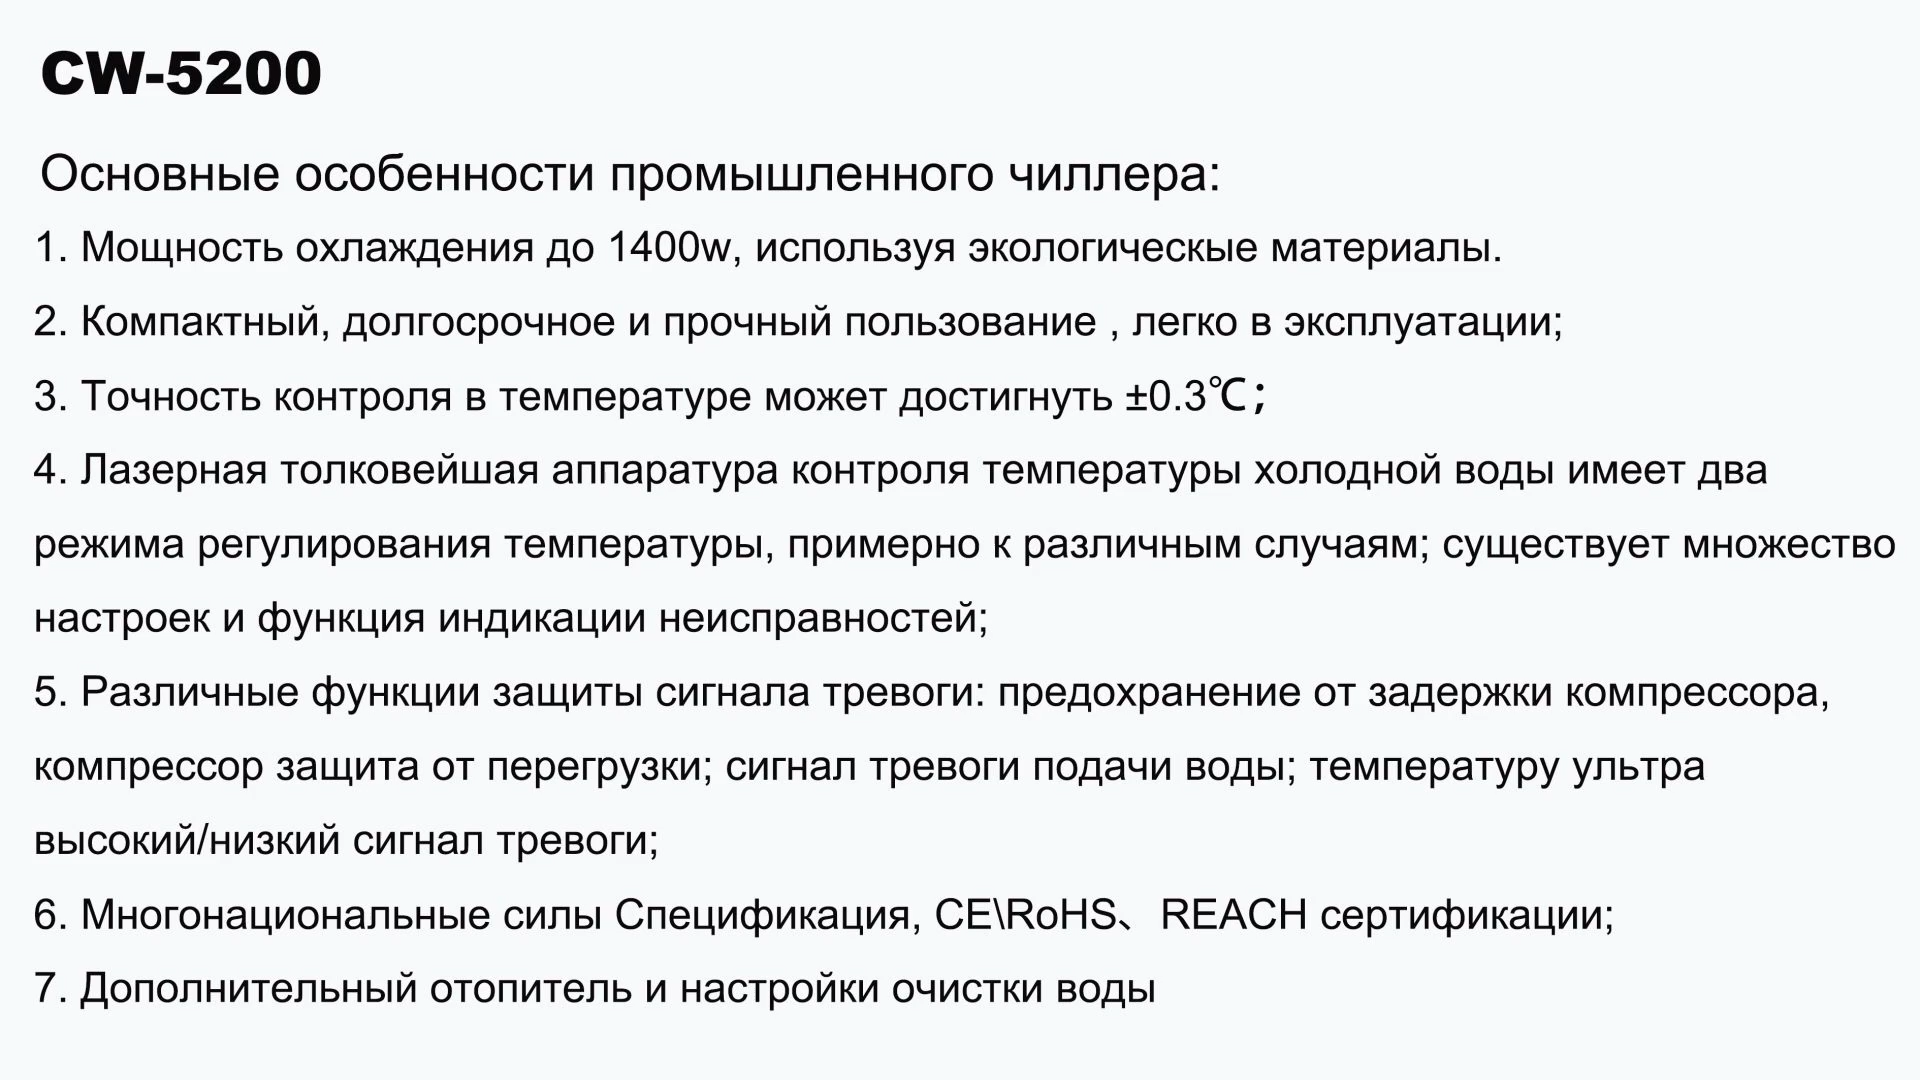 CW-5200
Основные особенности промышленного чиллера:
1. Мощность охлаждения до 1400w, используя экологическые материалы.
2. Компактный, долгосрочное и прочный пользование , легко в эксплуатации;
3. Точность контроля в температуре может достигнуть ±0.3℃;
4. Лазерная толковейшая аппаратура контроля температуры холодной воды имеет два
режима регулирования температуры, примерно к различным случаям; существует множество
настроек и функция индикации неисправностей;
5. Различные функции защиты сигнала тревоги: предохранение от задержки компрессора,
компрессор защита от перегрузки; сигнал тревоги подачи воды; температуру ультра
высокий/низкий сигнал тревоги;
6. Многонациональные силы Спецификация, CE\RoHS、REACH сертификации;
7. Дополнительный отопитель и настройки очистки воды